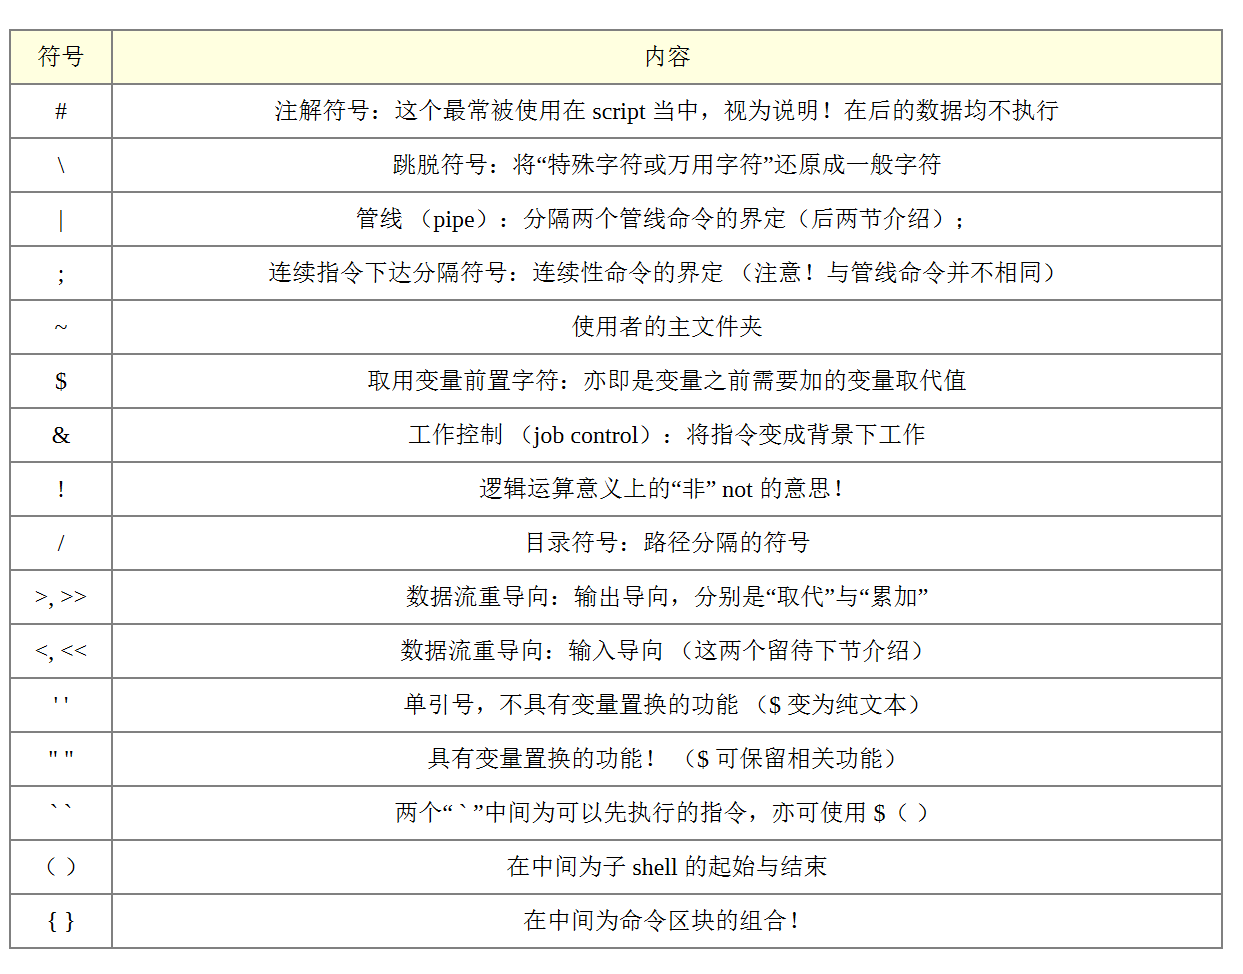 符号 内容
# 注解符号：这个最常被使用在 script 当中，视为说明！在后的数据均不执行
\ 跳脱符号：将“特殊字符或万用字符”还原成一般字符
| 管线 （pipe）：分隔两个管线命令的界定（后两节介绍）；
; 连续指令下达分隔符号：连续性命令的界定 （注意！与管线命令并不相同）
~ 使用者的主文件夹
$ 取用变量前置字符：亦即是变量之前需要加的变量取代值
& 工作控制 （job control）：将指令变成背景下工作
! 逻辑运算意义上的“非” not 的意思！
/ 目录符号：路径分隔的符号
>, >> 数据流重导向：输出导向，分别是“取代”与“累加”
<, << 数据流重导向：输入导向 （这两个留待下节介绍）
' ' 单引号，不具有变量置换的功能 （$ 变为纯文本）
" " 具有变量置换的功能！ （$ 可保留相关功能）
` ` 两个“ ` ”中间为可以先执行的指令，亦可使用 $（ ）
（ ） 在中间为子 shell 的起始与结束
{ } 在中间为命令区块的组合！